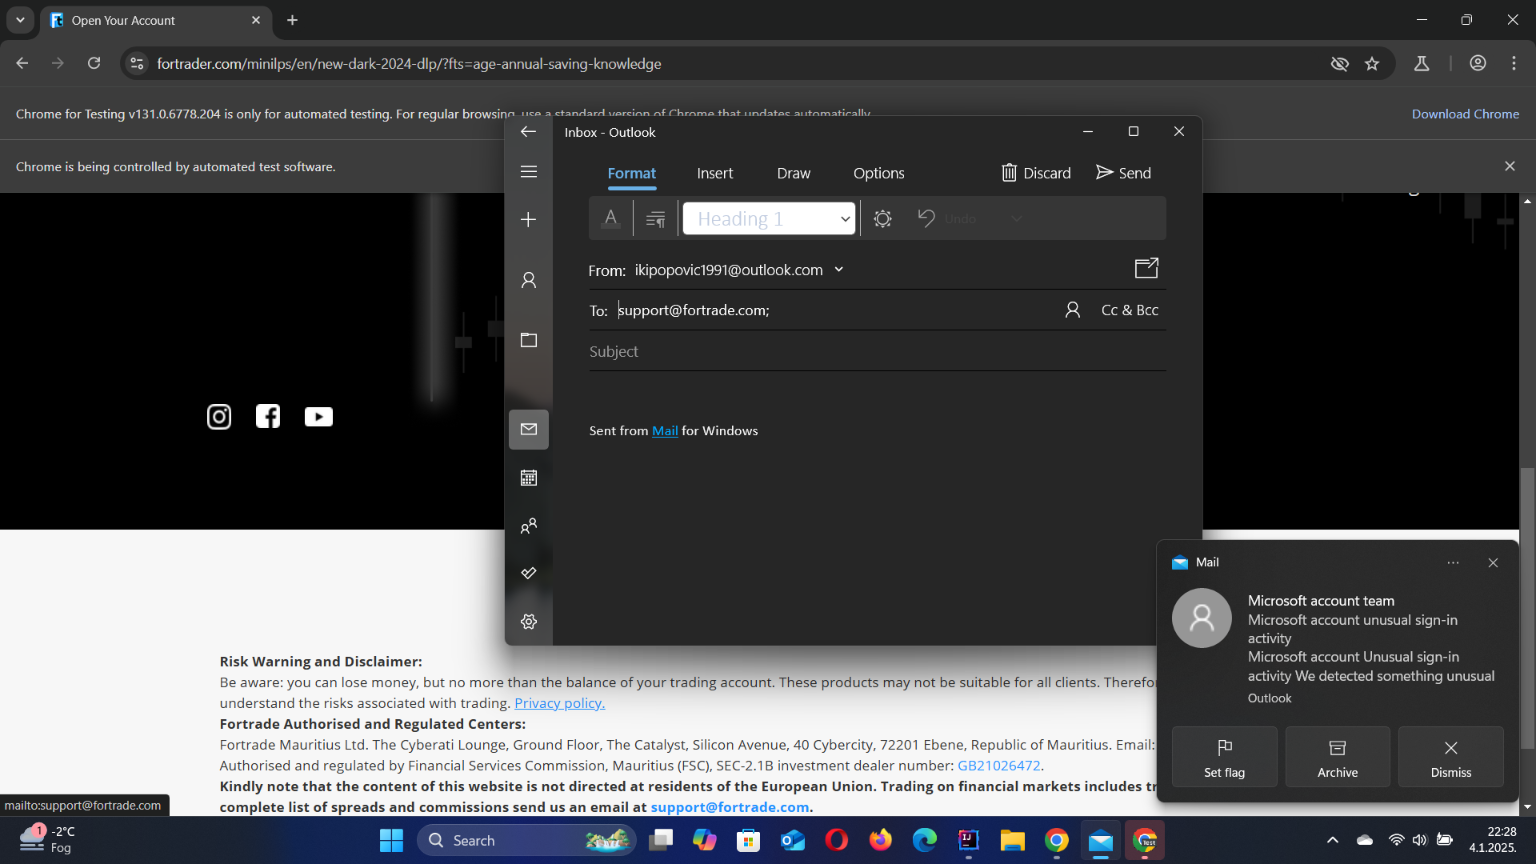 Open Your Account
fortrader.com/minilps/en/new-dark-2024-dlp/?fts=age-annual-saving-knowledge
Chrome for Testing v131.0.6778.204 is only for automated testing. For regular browsing, use a standard version of Chrome that updates automatically.
Download Chrome
Chrome is being controlled by automated test software.
Inbox - Outlook
Format Insert Draw Options Discard Send
Heading 1 Undo
From: ikipopovic1991@outlook.com
To: support@fortrade.com; Cc & Bcc
Subject
Sent from Mail for Windows
Mail
Microsoft account team
Microsoft account unusual sign-in
activity
Microsoft account Unusual sign-in
activity We detected something unusual
Outlook
Set flag Archive Dismiss
Risk Warning and Disclaimer:
Be aware: you can lose money, but no more than the balance of your trading account. These products may not be suitable for all clients.
understand the risks associated with trading. Privacy policy.
Fortrade Authorised and Regulated Centers:
Fortrade Mauritius Ltd. The Cyberati Lounge, Ground Floor, The Catalyst, Silicon Avenue, 40 Cybercity, 72201 Ebene, Republic of Mauritius. Email:
Authorised and regulated by Financial Services Commission, Mauritius (FSC), SEC-2.1B investment dealer number: GB21026472.
Kindly note that the content of this website is not directed at residents of the European Union. Trading on financial markets includes
complete list of spreads and commissions send us an email at support@fortrade.com.
mailto:support@fortrade.com
1 -2°C
Fog
Search
IJ
Test
22:28
4.1.2025.